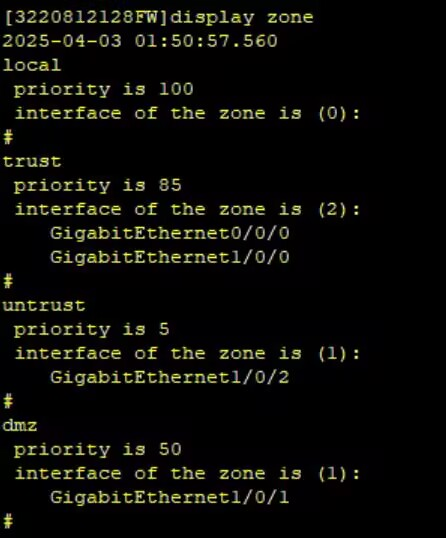 [3220812128FW]display zone
2025-04-03 01:50:57.560
local
priority is 100
interface of the zone is (0):
#
trust
priority is 85
interface of the zone is (2):
GigabitEthernet0/0/0
GigabitEthernet1/0/0
#
untrust
priority is 5
interface of the zone is (1):
GigabitEthernet1/0/2
#
dmz
priority is 50
interface of the zone is (1):
GigabitEthernet1/0/1
#